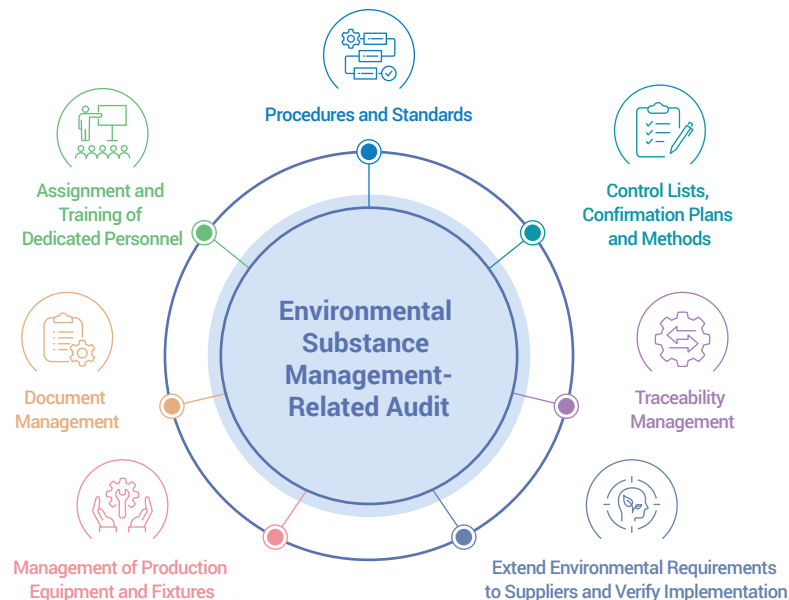 Procedures and Standards
Control Lists,
Confirmation Plans
and Methods
Traceability
Management
Extend Environmental Requirements
to Suppliers and Verify Implementation
Management of Production
Equipment and Fixtures
Document
Management
Assignment and
Training of
Dedicated Personnel
Environmental
Substance
Management-
Related Audit